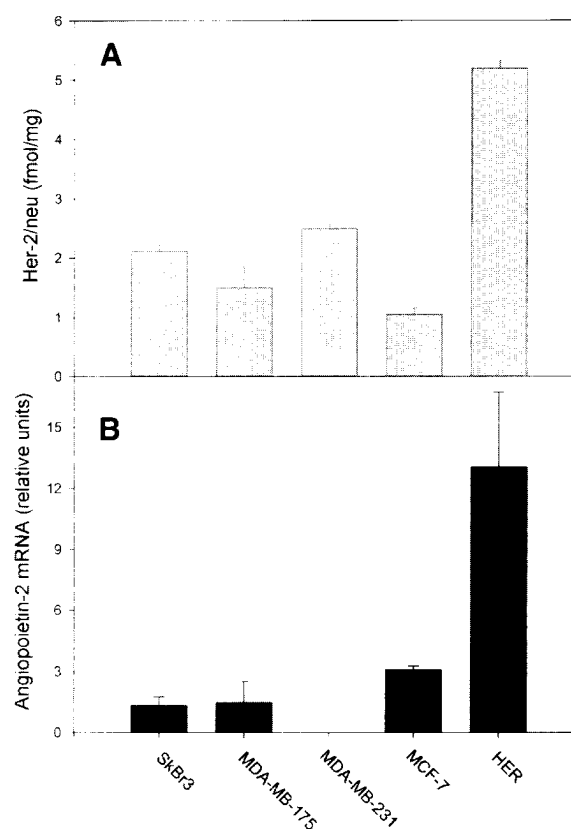 A
Her-2/neu (fmol/mg)
6
5
4
3
2
1
0
B
Angiopoietin-2 mRNA (relative units)
15
12
9
6
3
0
SkBr3
MDA-MB-175
MDA-MB-231
MCF-7
HER